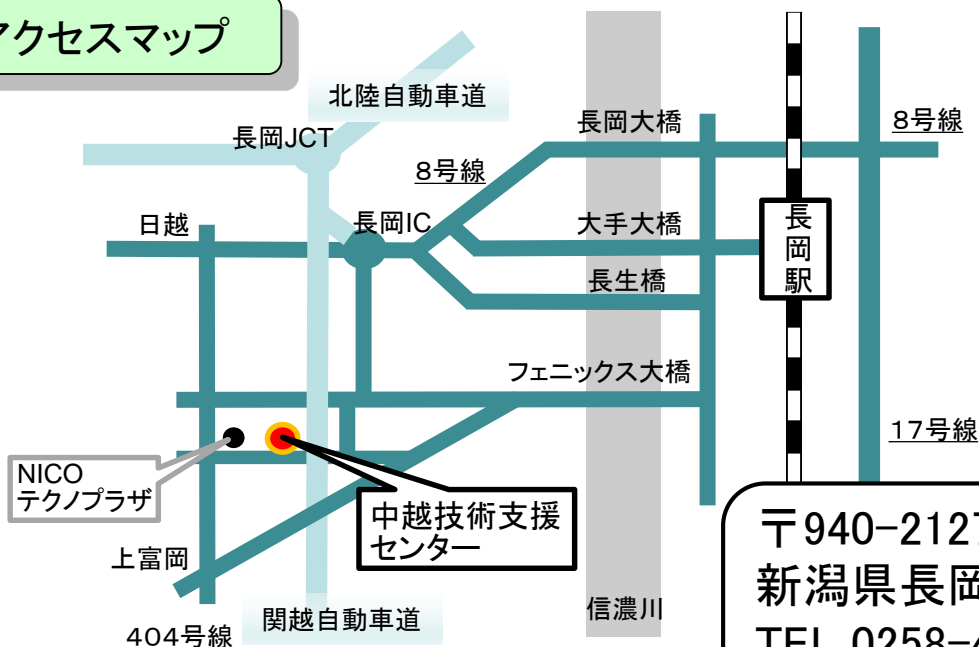 アクセスマップ
北陸自動車道
長岡JCT
長岡大橋
8号線
8号線
日越
長岡IC
大手大橋
長岡駅
長生橋
フェニックス大橋
17号線
NICO
テクノプラザ
中越技術支援
センター
上富岡
404号線
関越自動車道
信濃川
〒940-2127
新潟県長岡
TEL 0258-